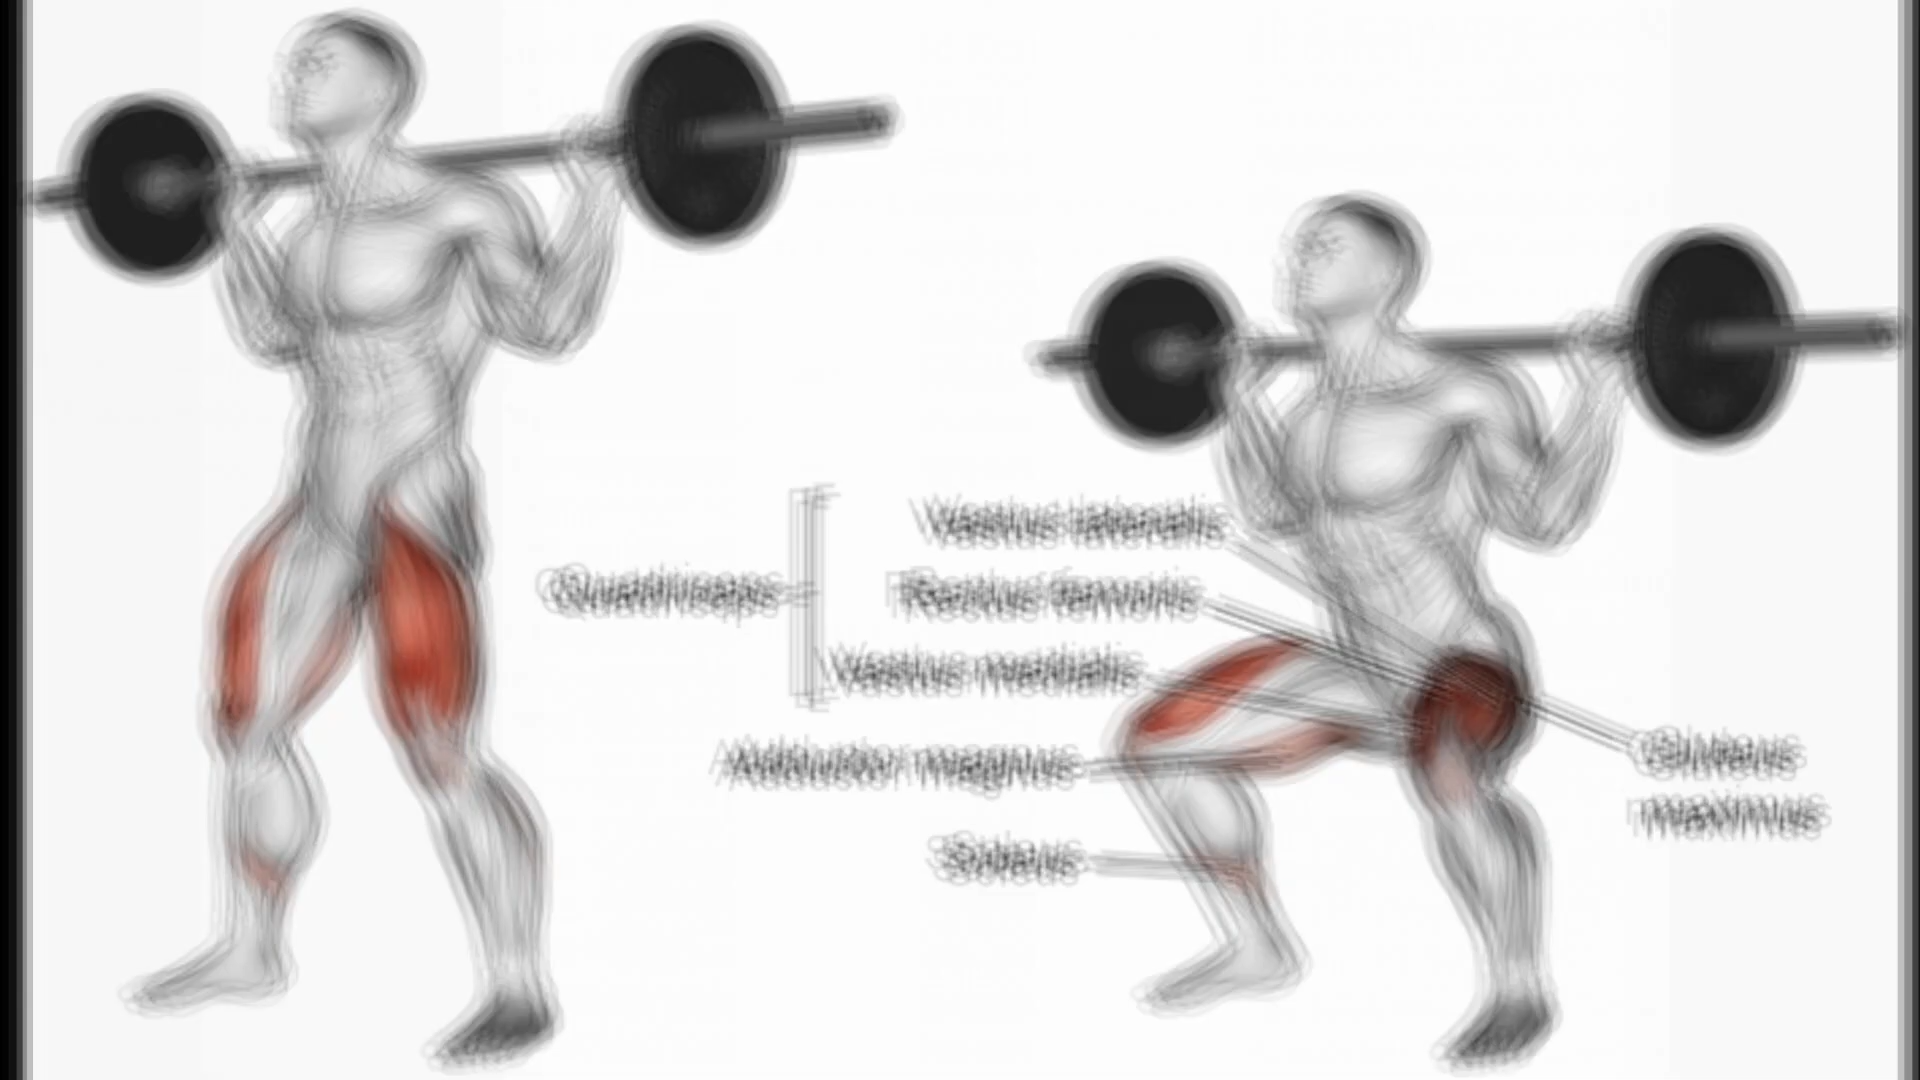 Vastus lateralis
Quadriceps
Rectus femoris
Vastus medialis
Adductor magnus
Soleus
Gluteus
maximus